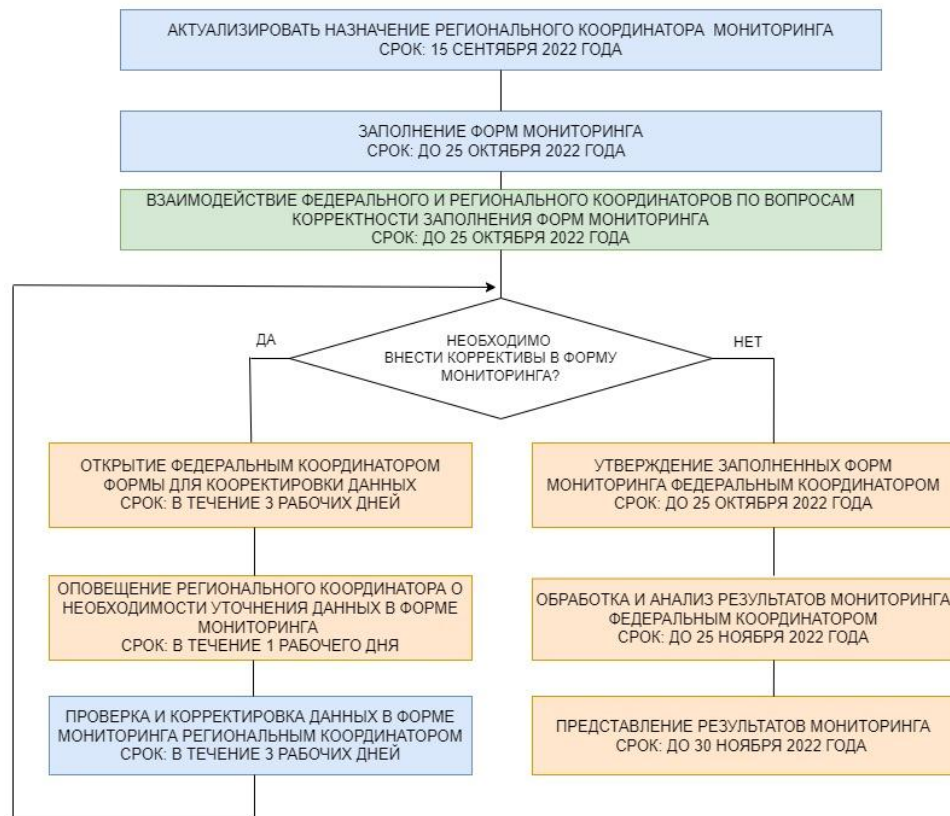 АКТУАЛИЗИРОВАТЬ НАЗНАЧЕНИЕ РЕГИОНАЛЬНОГО КООРДИНАТОРА МОНИТОРИНГА
СРОК: 15 СЕНТЯБРЯ 2022 ГОДА
ЗАПОЛНЕНИЕ ФОРМ МОНИТОРИНГА
СРОК: ДО 25 ОКТЯБРЯ 2022 ГОДА
ВЗАИМОДЕЙСТВИЕ ФЕДЕРАЛЬНОГО И РЕГИОНАЛЬНОГО КООРДИНАТОРОВ ПО ВОПРОСАМ
КОРРЕКТНОСТИ ЗАПОЛНЕНИЯ ФОРМ МОНИТОРИНГА
СРОК: ДО 25 ОКТЯБРЯ 2022 ГОДА
НЕОБХОДИМО
ВНЕСТИ КОРРЕКТИВЫ В ФОРМУ
МОНИТОРИНГА?
ДА
ОТКРЫТИЕ ФЕДЕРАЛЬНЫМ КООРДИНАТОРОМ
ФОРМЫ ДЛЯ КООРЕКТИРОВКИ ДАННЫХ
СРОК: В ТЕЧЕНИЕ 3 РАБОЧИХ ДНЕЙ
ОПОВЕЩЕНИЕ РЕГИОНАЛЬНОГО КООРДИНАТОРА О
НЕОБХОДИМОСТИ УТОЧНЕНИЯ ДАННЫХ В ФОРМЕ
МОНИТОРИНГА
СРОК: В ТЕЧЕНИЕ 1 РАБОЧЕГО ДНЯ
ПРОВЕРКА И КОРРЕКТИРОВКА ДАННЫХ В ФОРМЕ
МОНИТОРИНГА РЕГИОНАЛЬНЫМ КООРДИНАТОРОМ
СРОК: В ТЕЧЕНИЕ 3 РАБОЧИХ ДНЕЙ
НЕТ
УТВЕРЖДЕНИЕ ЗАПОЛНЕННЫХ ФОРМ
МОНИТОРИНГА ФЕДЕРАЛЬНЫМ КООРДИНАТОРОМ
СРОК: ДО 25 ОКТЯБРЯ 2022 ГОДА
ОБРАБОТКА И АНАЛИЗ РЕЗУЛЬТАТОВ МОНИТОРИНГА
ФЕДЕРАЛЬНЫМ КООРДИНАТОРОМ
СРОК: ДО 25 НОЯБРЯ 2022 ГОДА
ПРЕДСТАВЛЕНИЕ РЕЗУЛЬТАТОВ МОНИТОРИНГА
СРОК: ДО 30 НОЯБРЯ 2022 ГОДА